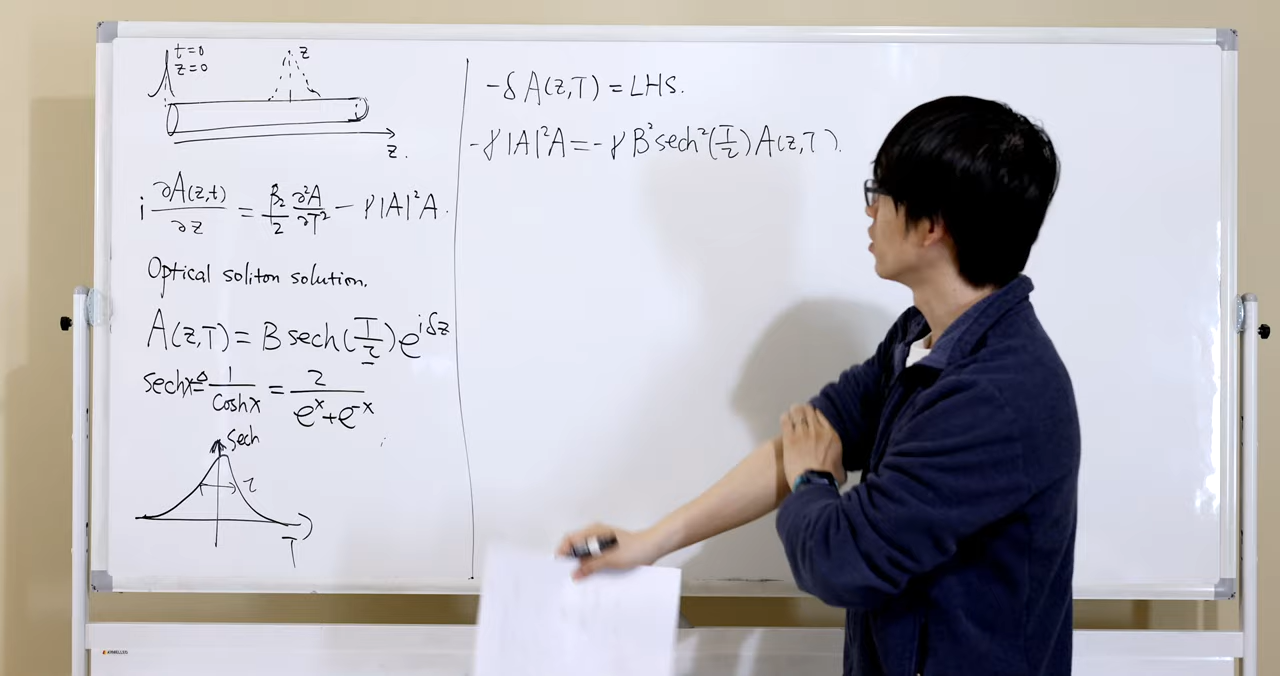 t=0
z=0
z
z.
i ∂A(z,t)/∂z = β₂/2 ∂²A/∂T² − γ|A|²A.
Optical soliton solution.
A(z,T) = B sech(T/τ) e^{iδz}
sechx ≜ 1/coshx = 2/(e^x+e^-x)
sech
τ
T
-δ A(z,T) = LHS.
-γ|A|²A = -γB² sech²(T/τ) A(z,T).